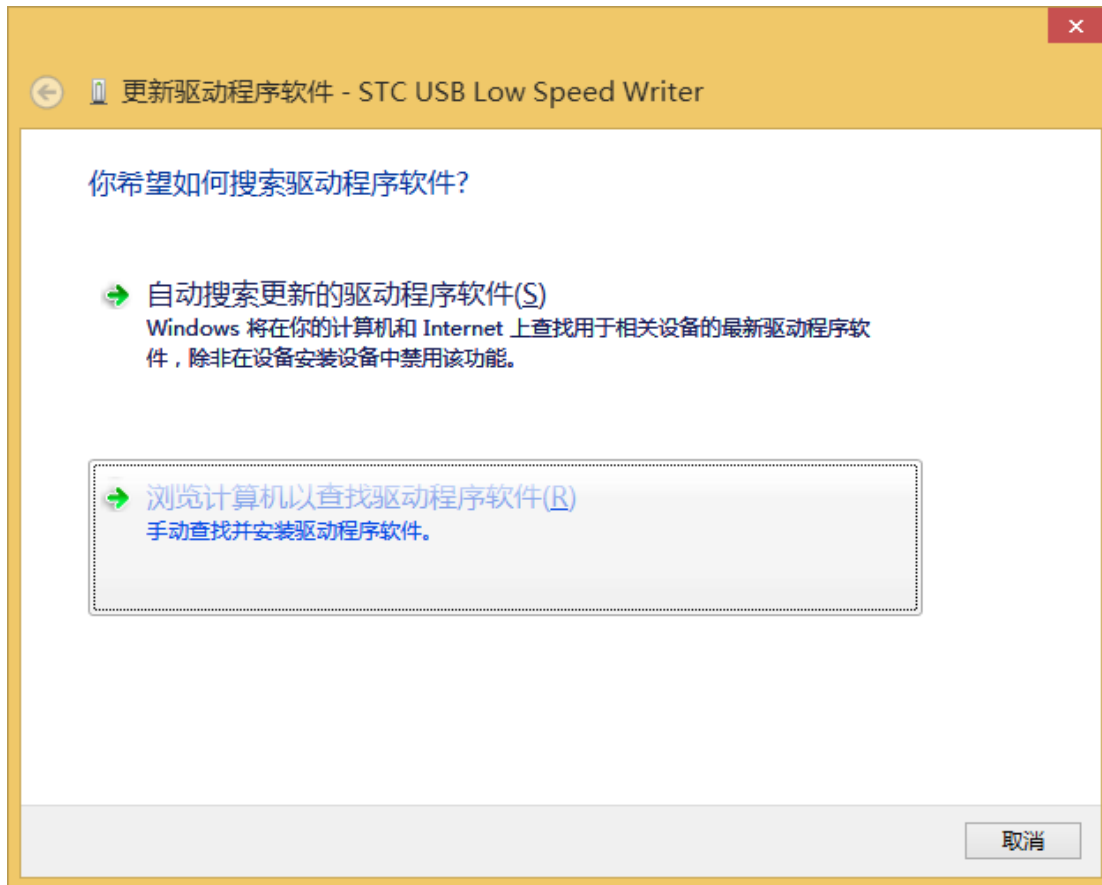 更新驱动程序软件 - STC USB Low Speed Writer
你希望如何搜索驱动程序软件?
自动搜索更新的驱动程序软件(S)
Windows 将在你的计算机和 Internet 上查找用于相关设备的最新驱动程序软
件，除非在设备安装设备中禁用该功能。
浏览计算机以查找驱动程序软件(R)
手动查找并安装驱动程序软件。
取消